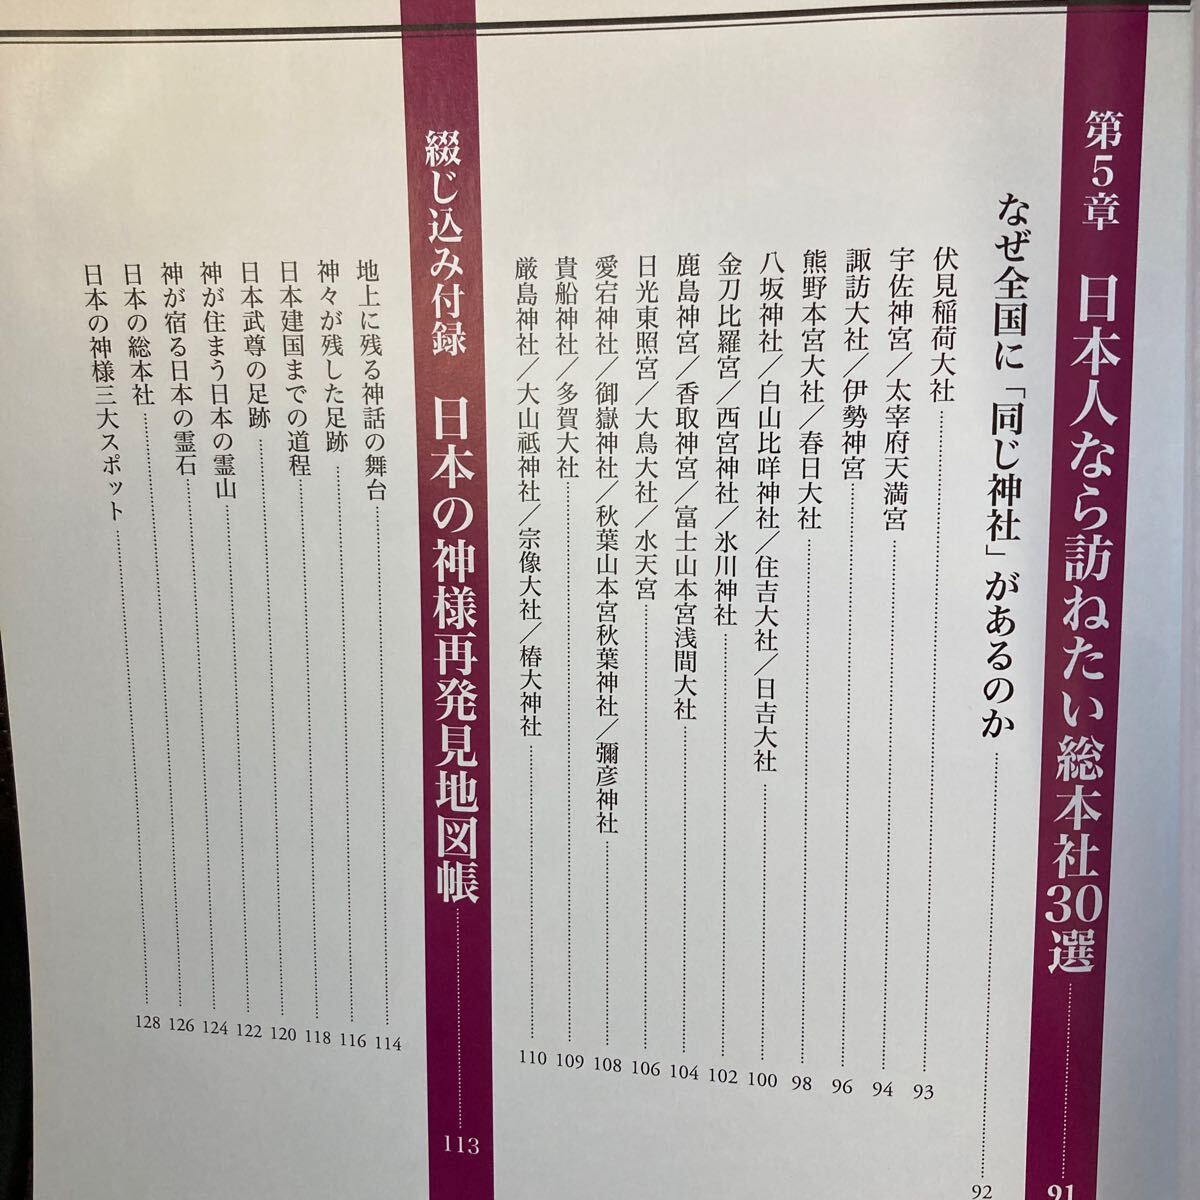 第5章 日本人なら訪ねたい総本社30選 91
なぜ全国に「同じ神社」があるのか 92
伏見稲荷大社 93
宇佐神宮/太宰府天満宮 94
諏訪大社/伊勢神宮 96
熊野本宮大社/春日大社 98
八坂神社/白山比咩神社/住吉大社/日吉大社 100
金刀比羅宮/西宮神社/氷川神社 102
鹿島神宮/香取神宮/富士山本宮浅間大社 104
日光東照宮/大鳥大社/水天宮 106
愛宕神社/御嶽神社/秋葉山本宮秋葉神社/彌彦神社 108
貴船神社/多賀大社 109
厳島神社/大山祇神社/宗像大社/椿大神社 110
綴じ込み付録 日本の神様再発見地図帳 113
地上に残る神話の舞台 114
神々が残した足跡 116
日本建国までの道程 118
日本武尊の足跡 120
神が住まう日本の霊山 122
神が宿る日本の霊石 124
日本の総本社 126
日本の神様三大スポット 128